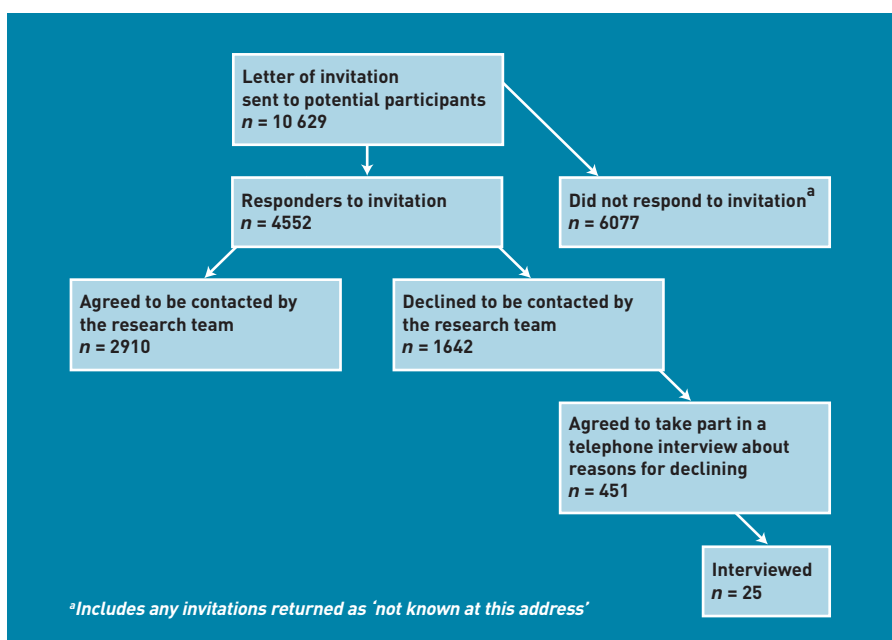 Letter of invitation
sent to potential participants
n = 10 629
Responders to invitation
n = 4552
Did not respond to invitationᵃ
n = 6077
Agreed to be contacted by
the research team
n = 2910
Declined to be contacted by
the research team
n = 1642
Agreed to take part in a
telephone interview about
reasons for declining
n = 451
Interviewed
n = 25
ᵃIncludes any invitations returned as ‘not known at this address’